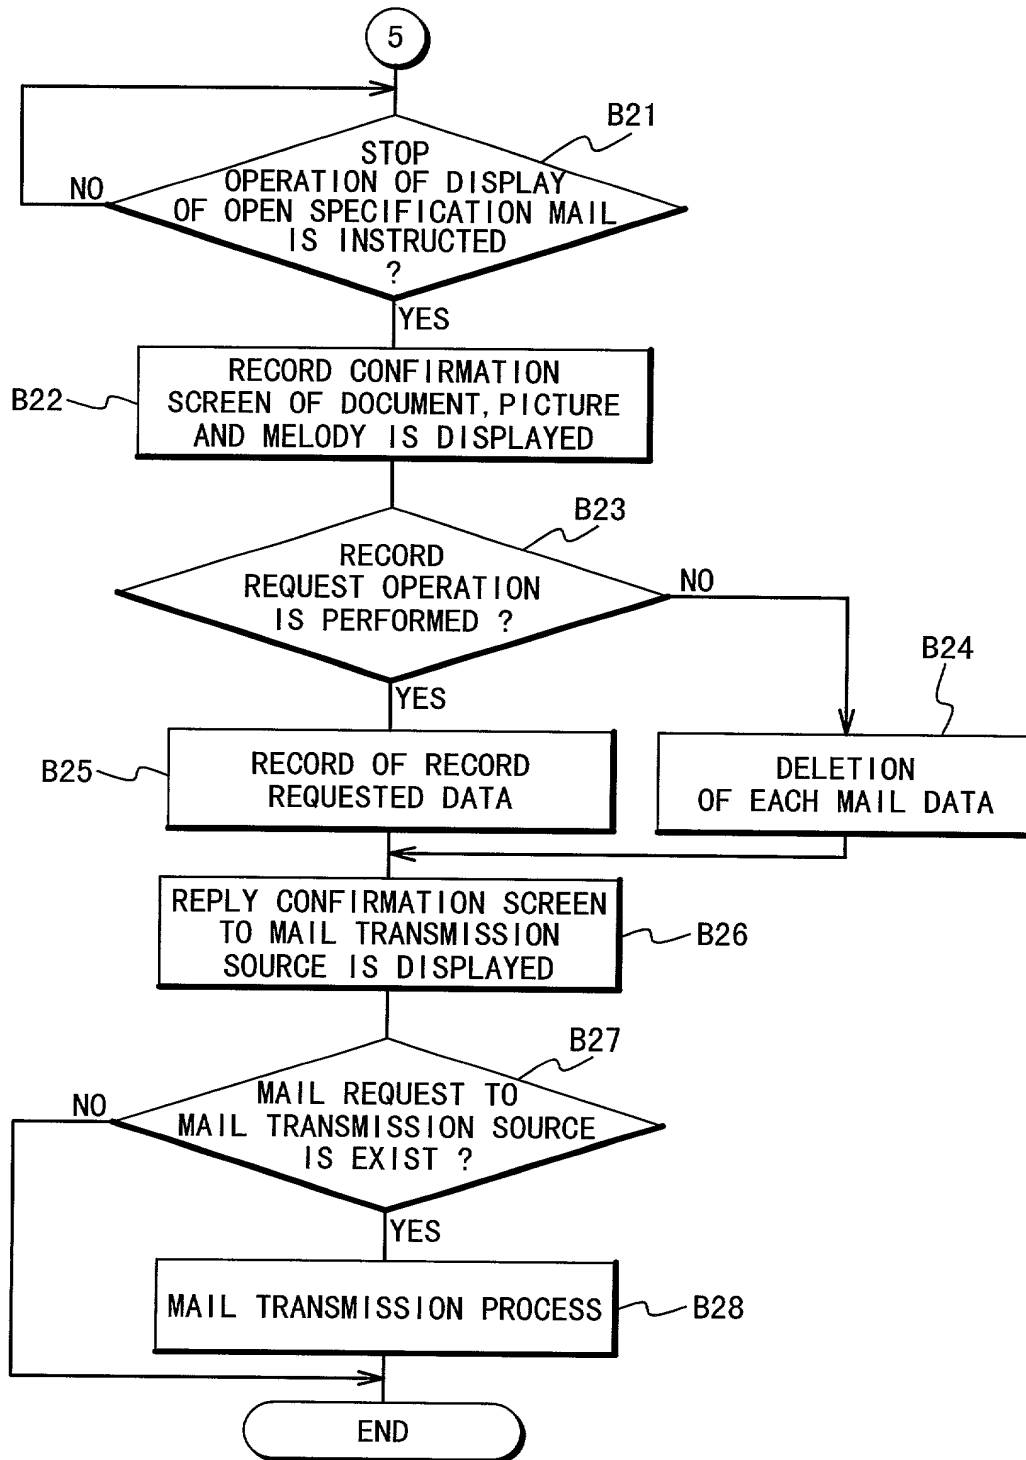 5
B21
STOP
OPERATION OF DISPLAY
OF OPEN SPECIFICATION MAIL
IS INSTRUCTED
?
NO
YES
RECORD CONFIRMATION
SCREEN OF DOCUMENT, PICTURE
AND MELODY IS DISPLAYED
B22
B23
RECORD
REQUEST OPERATION
IS PERFORMED ?
NO
YES
B24
DELETION
OF EACH MAIL DATA
B25
RECORD OF RECORD
REQUESTED DATA
REPLY CONFIRMATION SCREEN
TO MAIL TRANSMISSION
SOURCE IS DISPLAYED
B26
B27
MAIL REQUEST TO
MAIL TRANSMISSION SOURCE
IS EXIST ?
NO
YES
MAIL TRANSMISSION PROCESS
B28
END